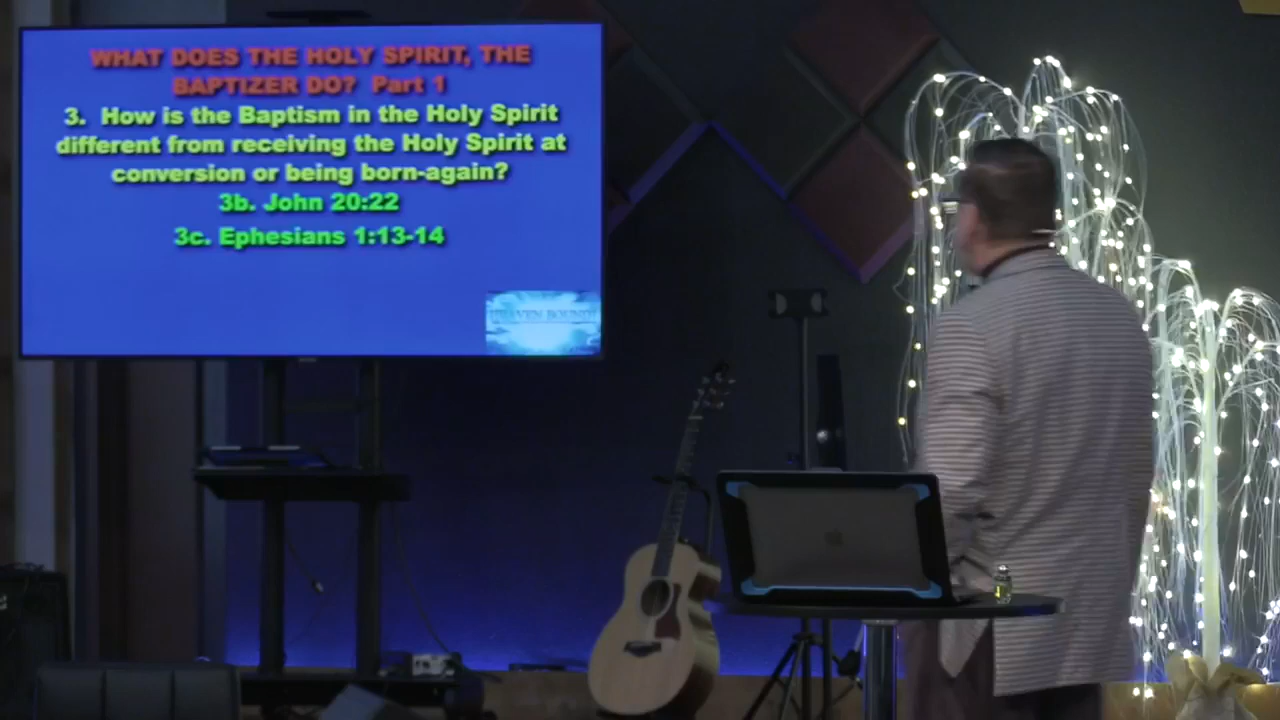 WHAT DOES THE HOLY SPIRIT, THE
BAPTIZER DO? Part 1
3. How is the Baptism in the Holy Spirit
different from receiving the Holy Spirit at
conversion or being born-again?
3b. John 20:22
3c. Ephesians 1:13-14
HEAVEN BOUND